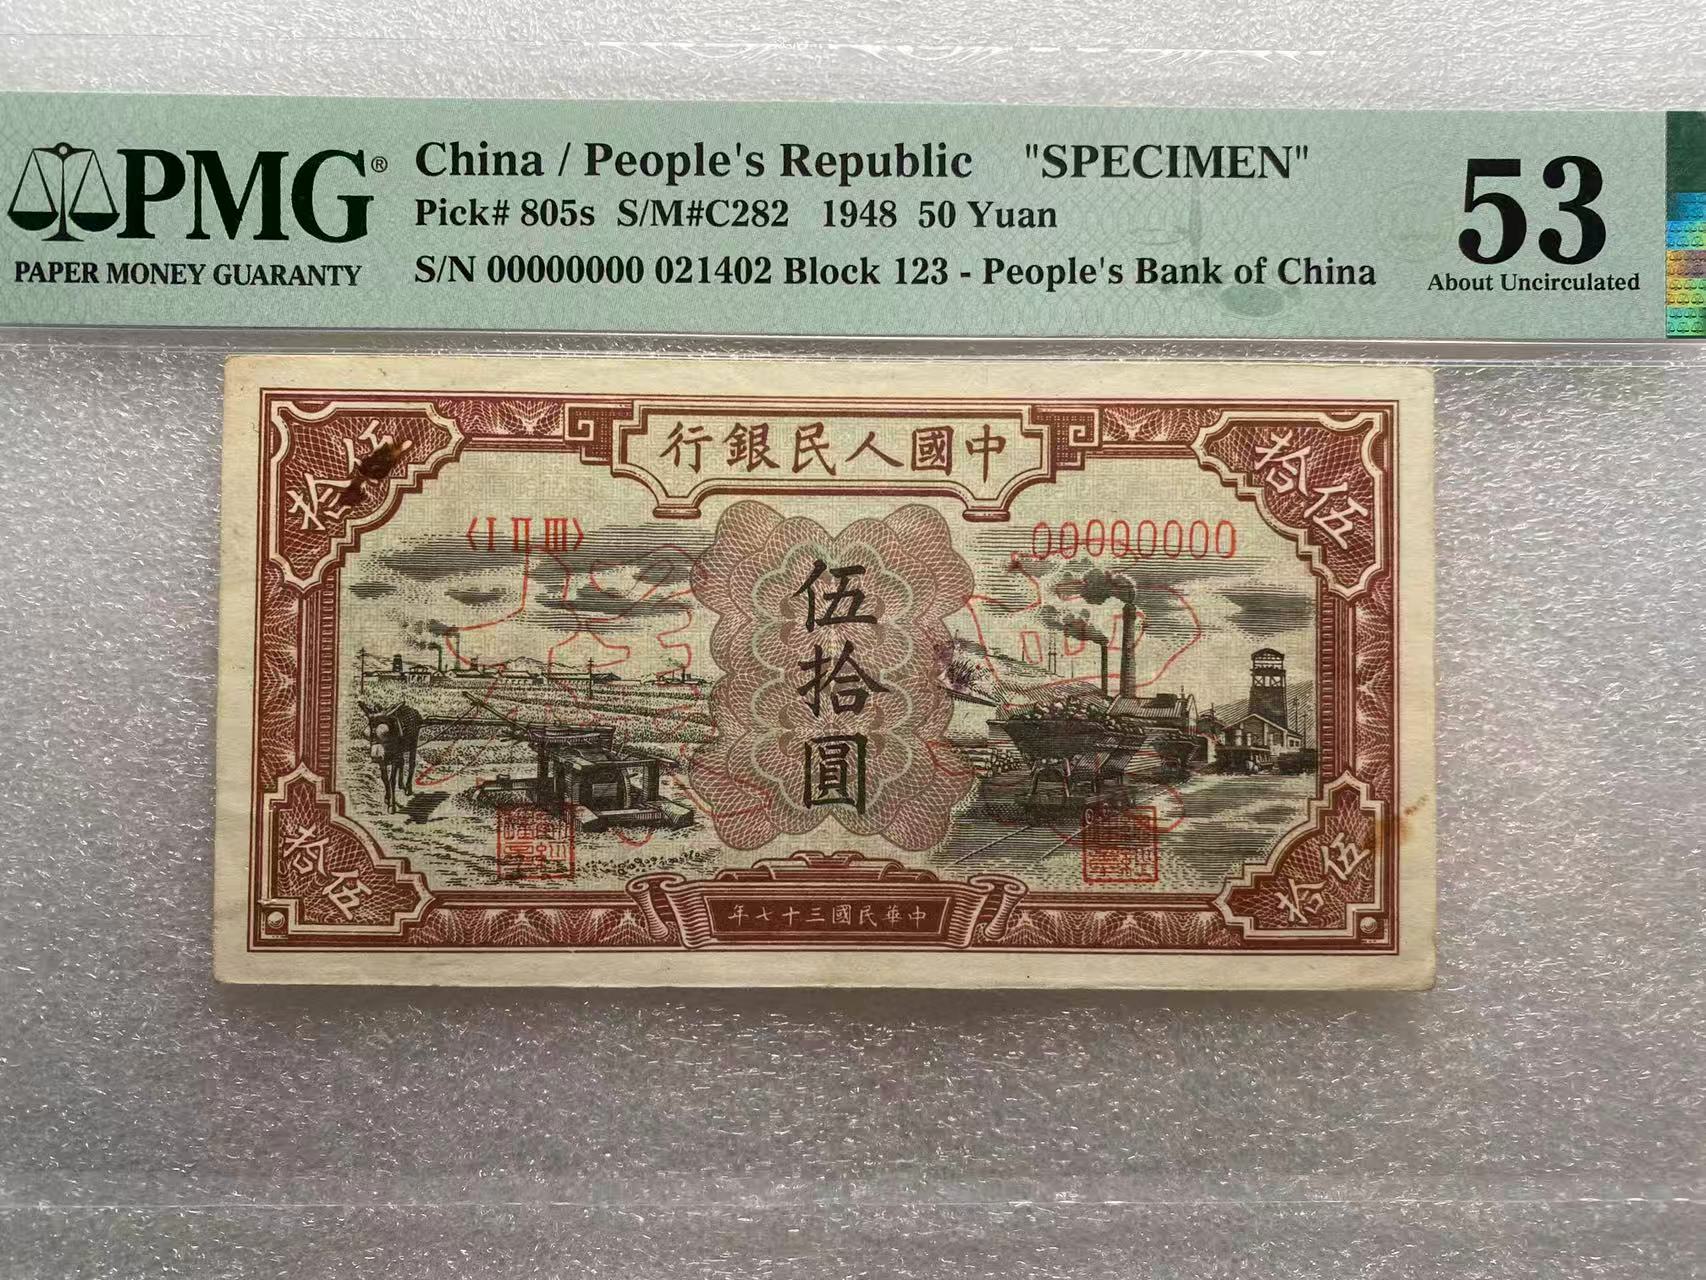 PMG®
PAPER MONEY GUARANTY
China / People's Republic "SPECIMEN"
Pick# 805s S/M#C282 1948 50 Yuan
S/N 00000000 021402 Block 123 - People's Bank of China
53
About Uncirculated
行銀民人國中
伍拾
伍拾
〈I II III〉
00000000
伍拾圓
伍拾
伍拾
年七十三國民華中